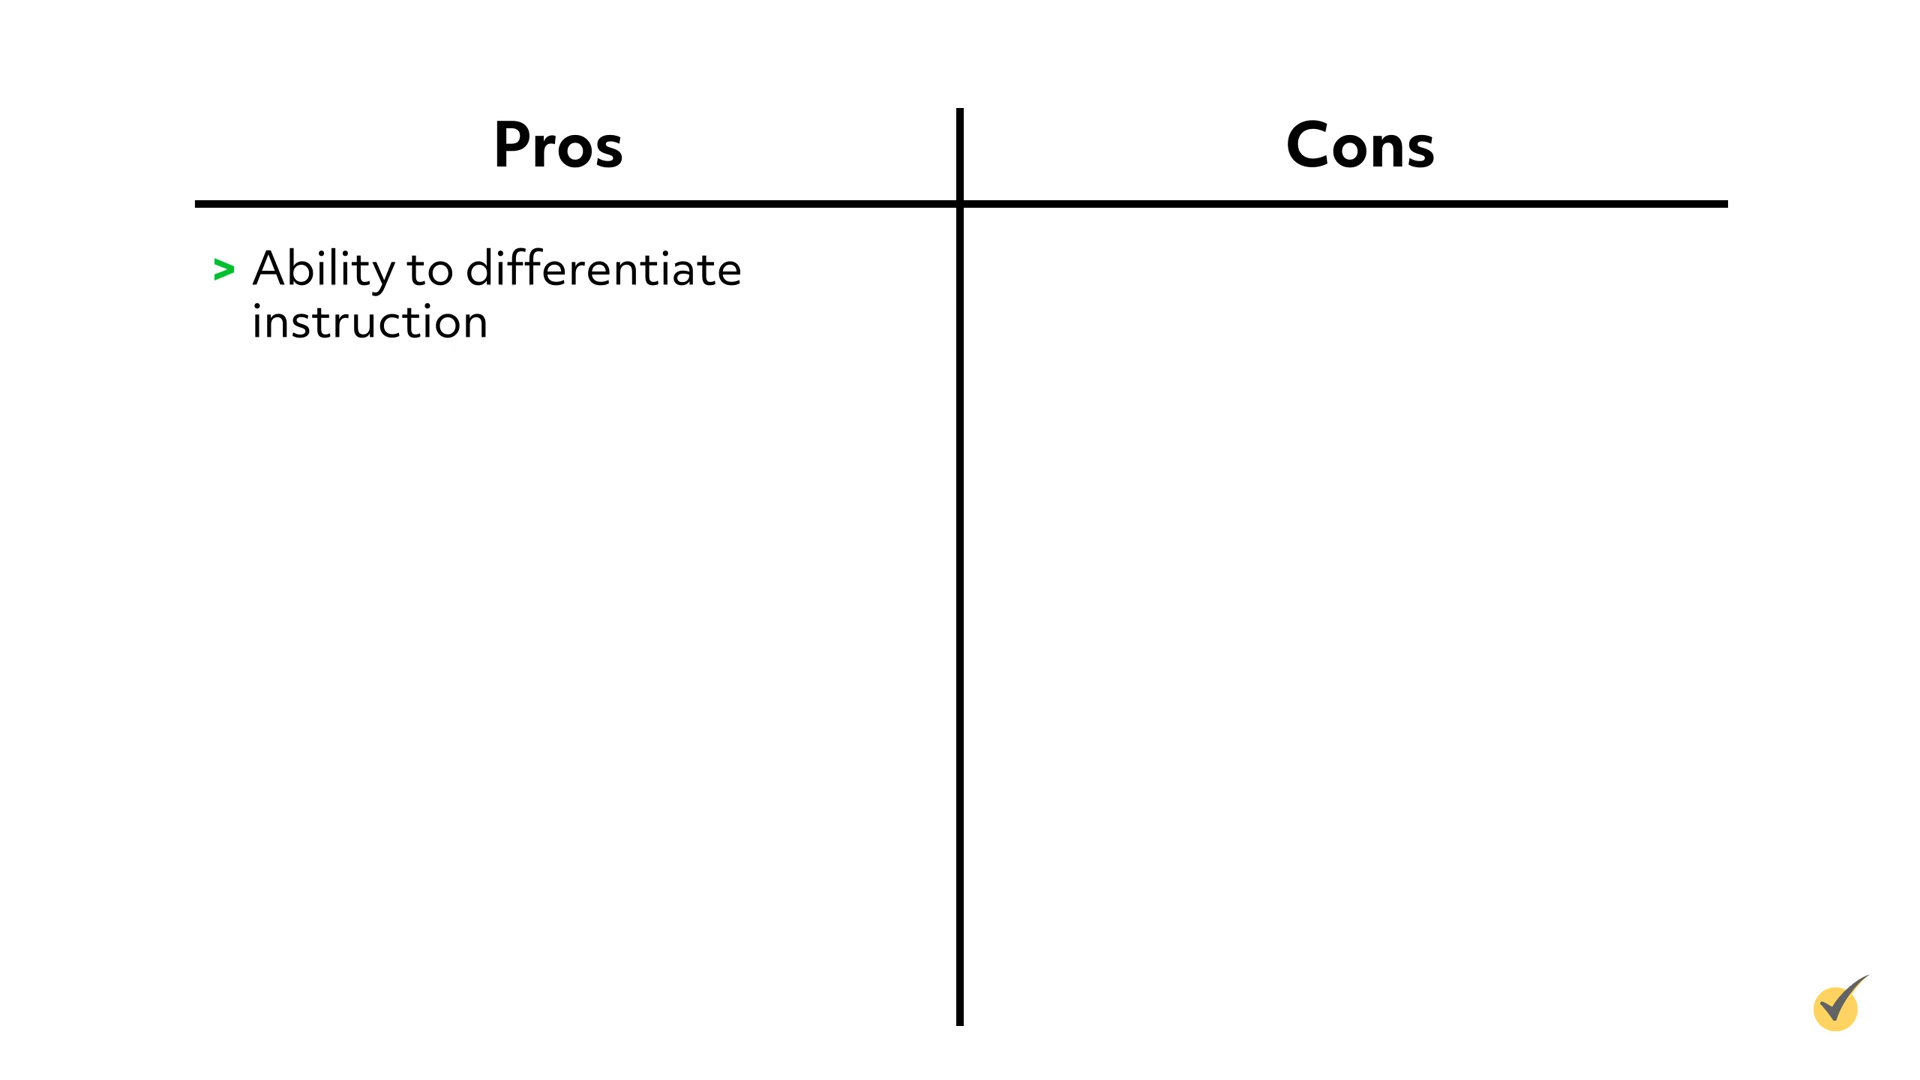 Pros
Cons
> Ability to differentiate
instruction